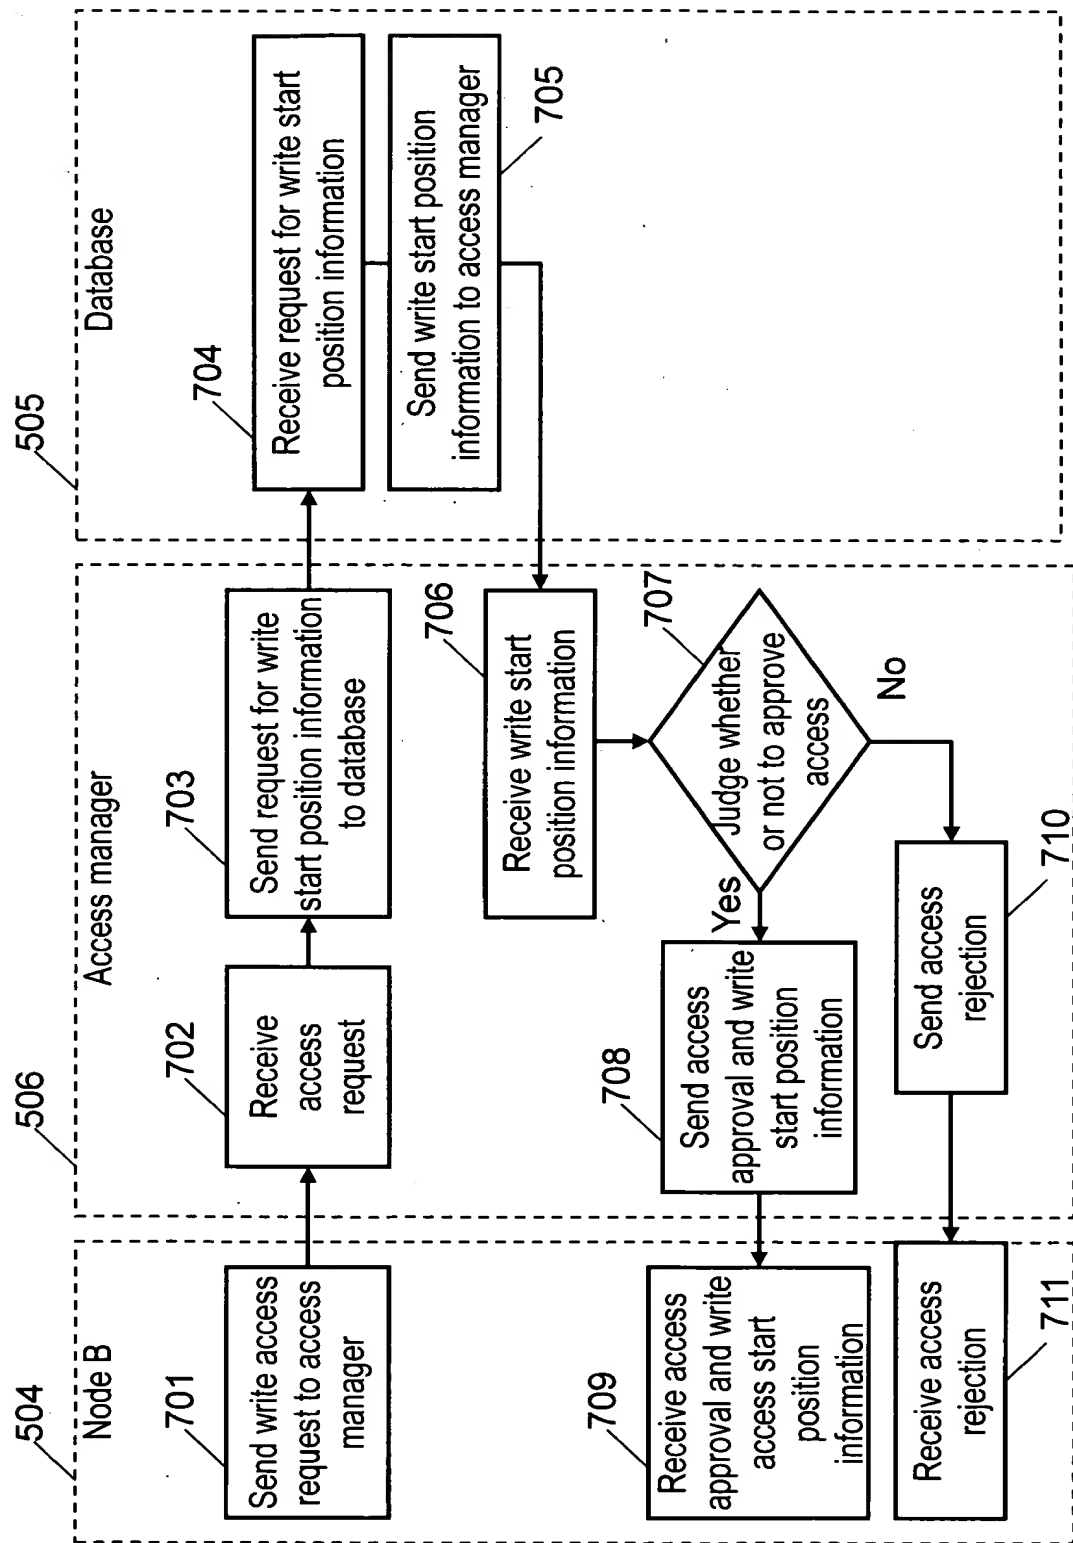 504
Node B
506
Access manager
505
Database
701
Send write access
request to access
manager
702
Receive
access
request
703
Send request for write
start position information
to database
704
Receive request for write start
position information
705
Send write start position
information to access manager
706
Receive write start
position information
707
Judge whether
or not to approve
access
Yes
No
708
Send access
approval and write
start position
information
709
Receive access
approval and write
access start
position
information
710
Send access
rejection
711
Receive access
rejection